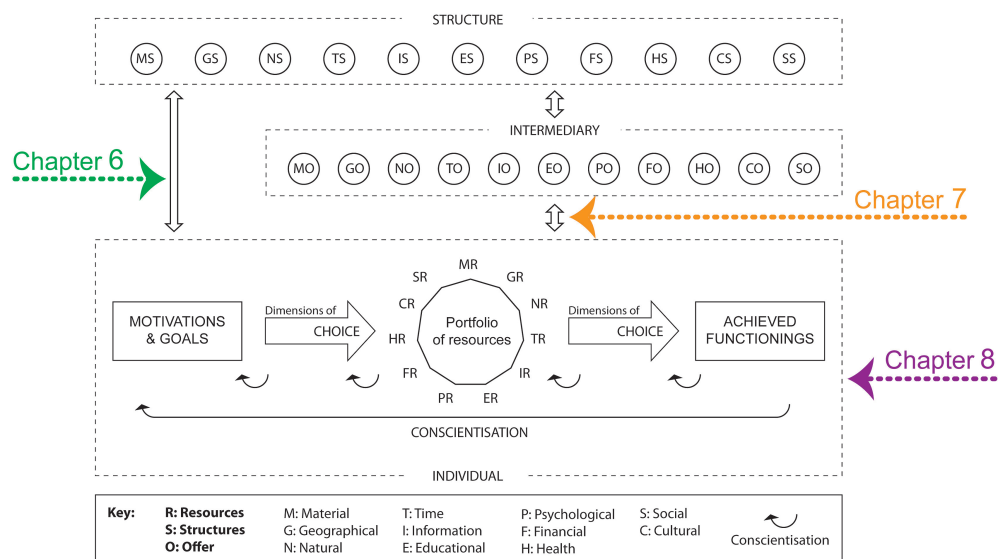 STRUCTURE
MS GS NS TS IS ES PS FS HS CS SS
INTERMEDIARY
MO GO NO TO IO EO PO FO HO CO SO
Chapter 6
Chapter 7
MR
SR GR
CR NR
HR TR
FR IR
PR ER
MOTIVATIONS
& GOALS
Dimensions of
CHOICE
Portfolio
of resources
Dimensions of
CHOICE
ACHIEVED
FUNCTIONINGS
Chapter 8
CONSCIENTISATION
INDIVIDUAL
Key: R: Resources M: Material T: Time P: Psychological S: Social
S: Structures G: Geographical I: Information F: Financial C: Cultural
O: Offer N: Natural E: Educational H: Health Conscientisation